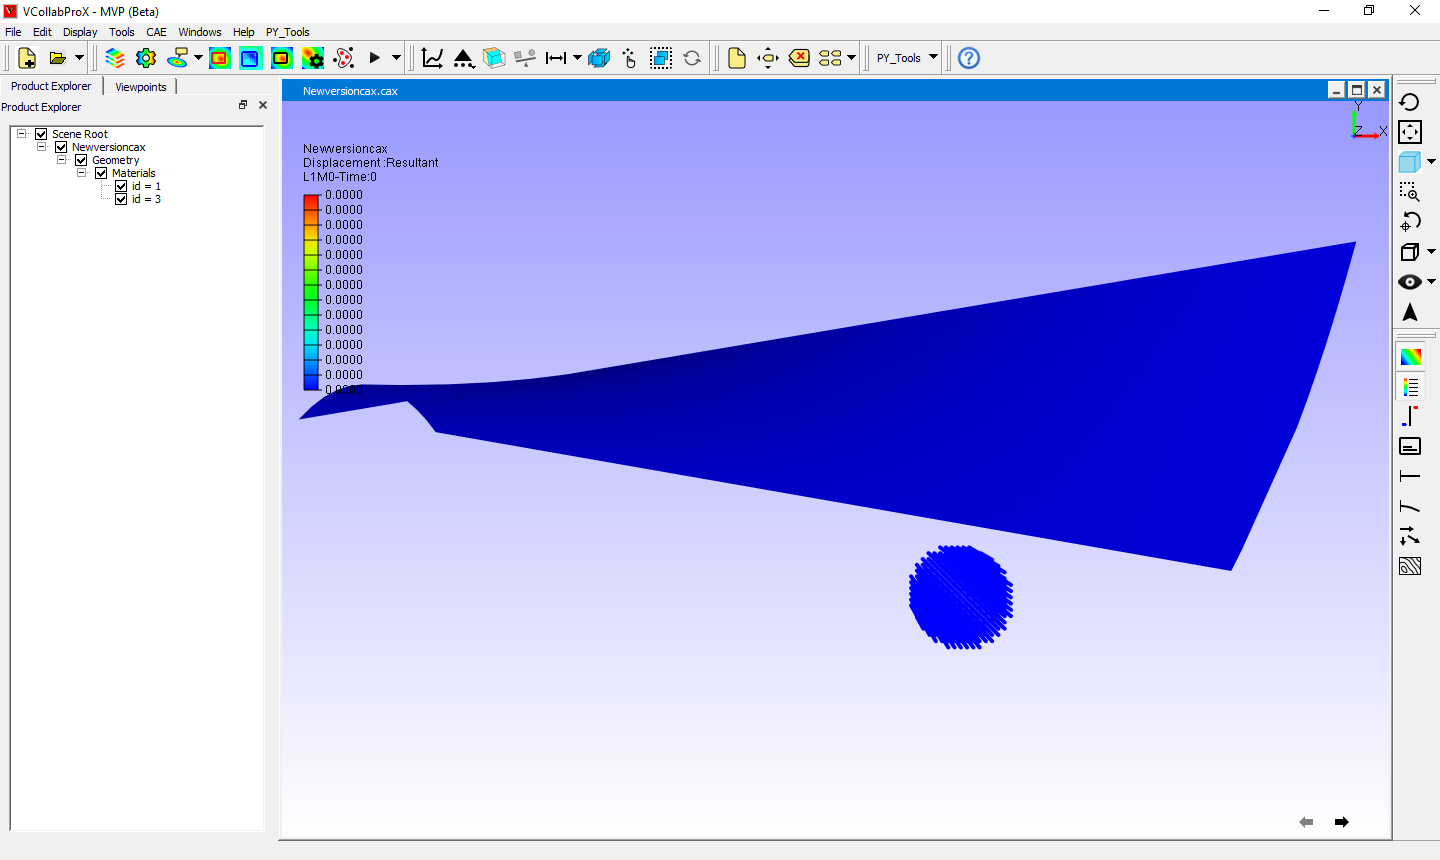 VCollabProX - MVP (Beta)
File Edit Display Tools CAE Windows Help PY_Tools
PY_Tools
Product Explorer Viewpoints
Product Explorer
Scene Root
Newversioncax
Geometry
Materials
id = 1
id = 3
Newversioncax.cax
Y
Z X
Newversioncax
Displacement :Resultant
L1M0-Time:0
0.0000
0.0000
0.0000
0.0000
0.0000
0.0000
0.0000
0.0000
0.0000
0.0000
0.0000
0.0000
0.0000
0.0000